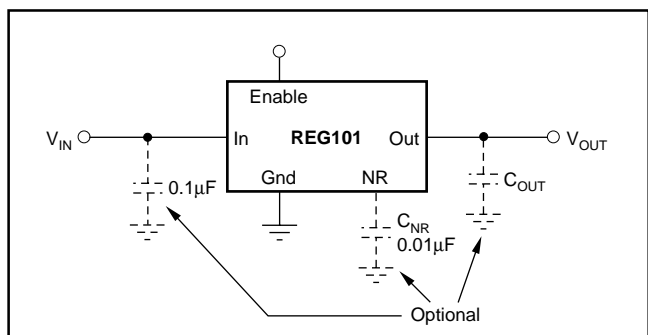 Enable
V_IN
In
REG101
Out
V_OUT
Gnd
NR
0.1µF
C_NR
0.01µF
C_OUT
Optional